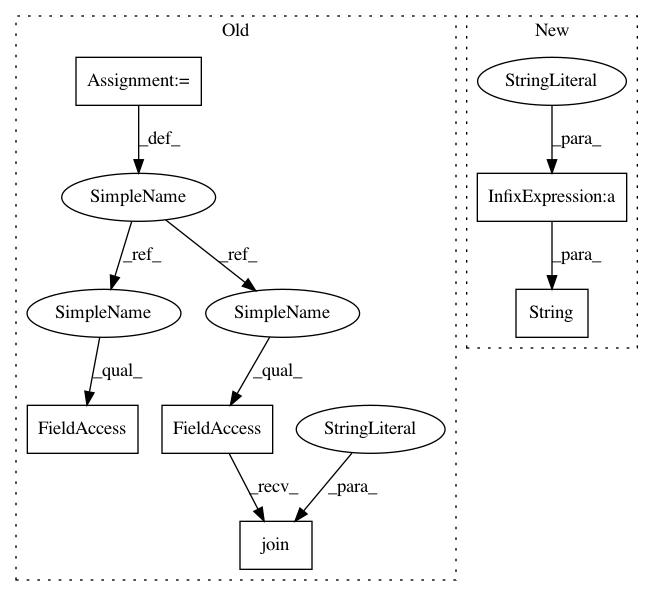 Old
New
Assignment:=
StringLiteral
_def_
_para_
SimpleName
InfixExpression:a
_ref_
_ref_
_para_
SimpleName
SimpleName
String
_qual_
_qual_
FieldAccess
FieldAccess
StringLiteral
_recv_
_para_
join